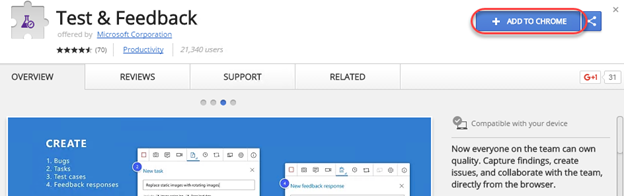 Test & Feedback
offered by Microsoft Corporation
(70)
Productivity
21,340 users
+ ADD TO CHROME
OVERVIEW
REVIEWS
SUPPORT
RELATED
G+1
31
CREATE
1. Bugs
2. Tasks
3. Test cases
4. Feedback responses
2
New task
Replace static images with rotating images
New feedback response
Compatible with your device
Now everyone on the team can own
quality. Capture findings, create
issues, and collaborate with the team,
directly from the browser.